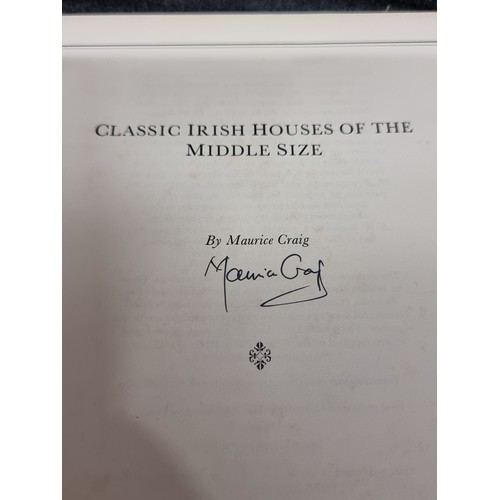 CLASSIC IRISH HOUSES OF THE
MIDDLE SIZE
By Maurice Craig
Maurice Craig